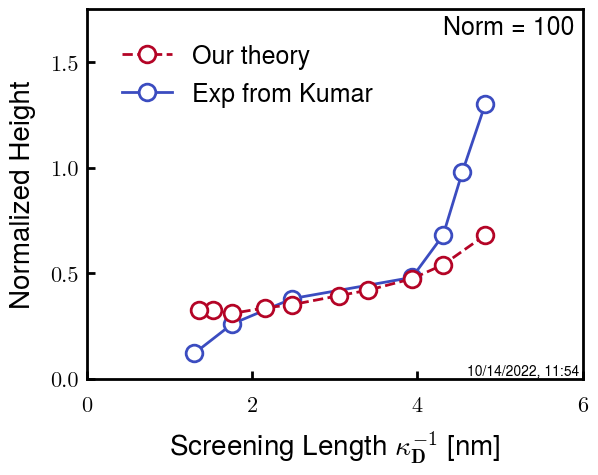 Norm = 100
Our theory
Exp from Kumar
Normalized Height
1.5
1.0
0.5
0.0
10/14/2022, 11:54
0 2 4 6
Screening Length κ_D^{-1} [nm]